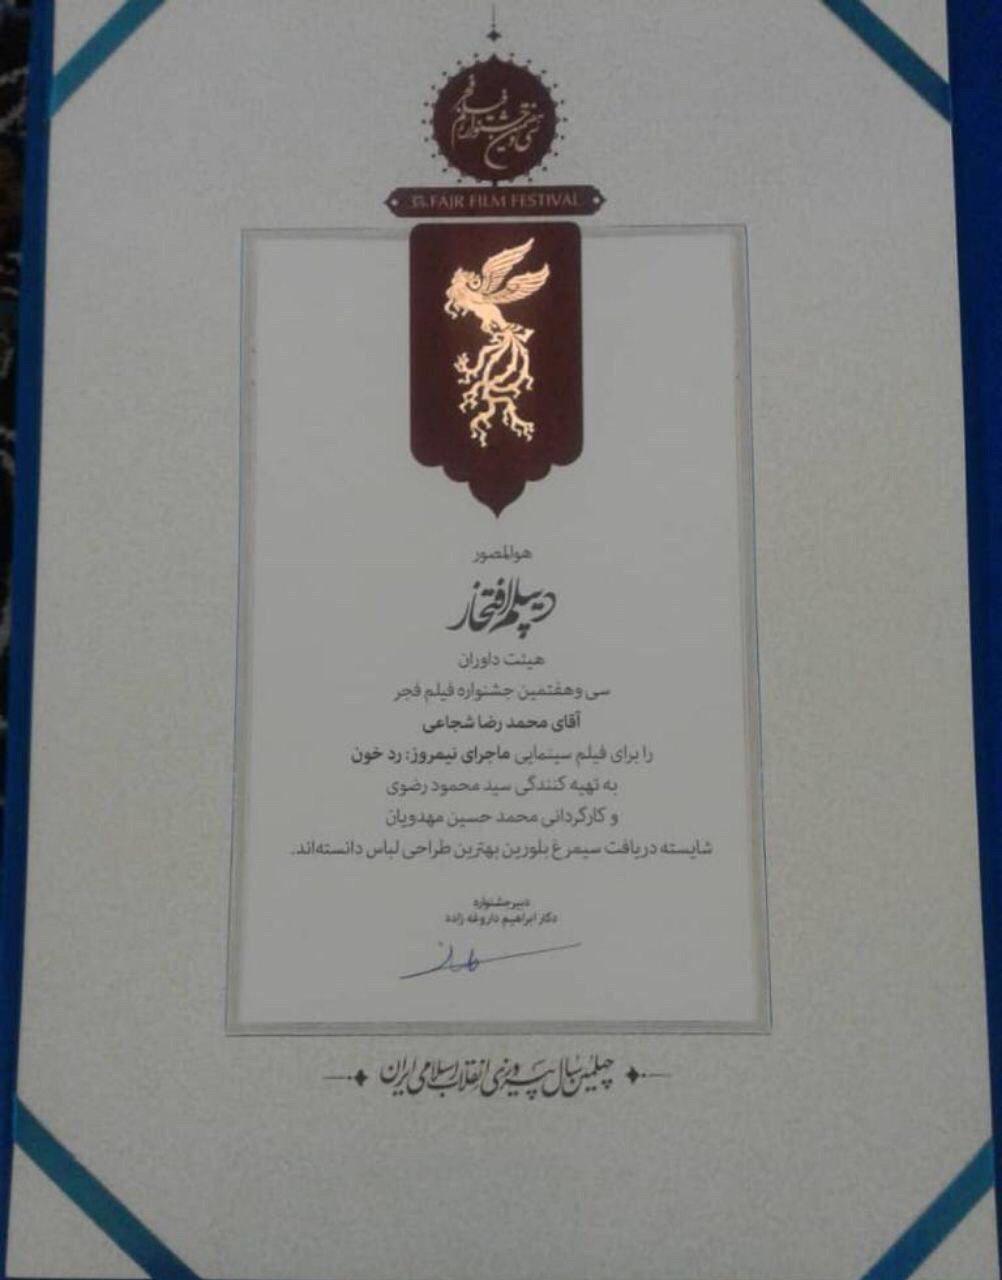 سی و هفتمین جشنواره فیلم فجر
37th FAJR FILM FESTIVAL
هوالمصور
دیپلم افتخار
هیئت داوران
سی و هفتمین جشنواره فیلم فجر
آقای محمد رضا شجاعی
را برای فیلم سینمایی ماجرای نیمروز: رد خون
به تهیه کنندگی سید محمود رضوی
و کارگردانی محمد حسین مهدویان
شایسته دریافت سیمرغ بلورین بهترین طراحی لباس دانسته‌اند.
دبیر جشنواره
دکتر ابراهیم داروغه زاده
چهلمین سال پیروزی انقلاب اسلامی ایران